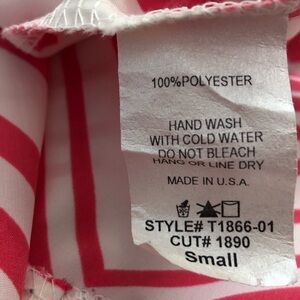 100%POLYESTER
HAND WASH
WITH COLD WATER
DO NOT BLEACH
HANG OR LINE DRY
MADE IN U.S.A.
STYLE# T1866-01
CUT# 1890
Small